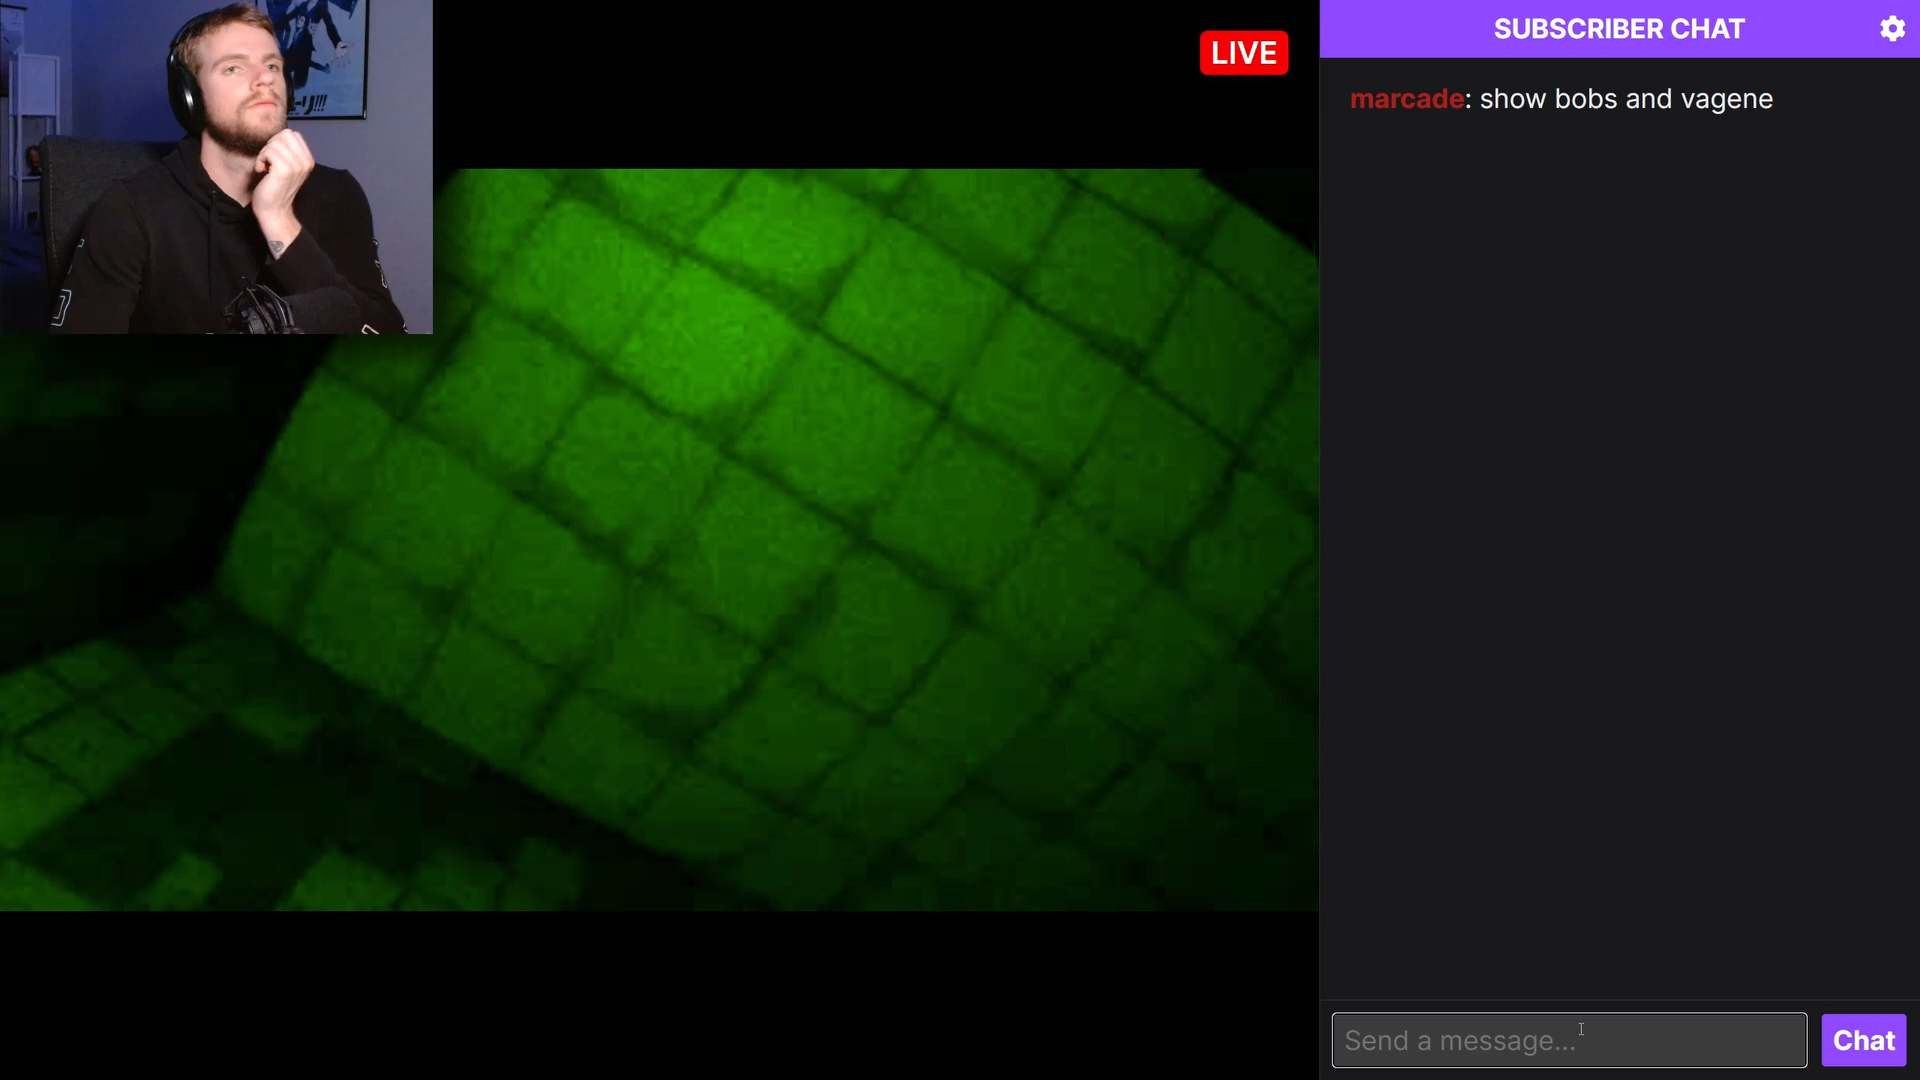 LIVE
SUBSCRIBER CHAT
marcade: show bobs and vagene
Send a message...
Chat